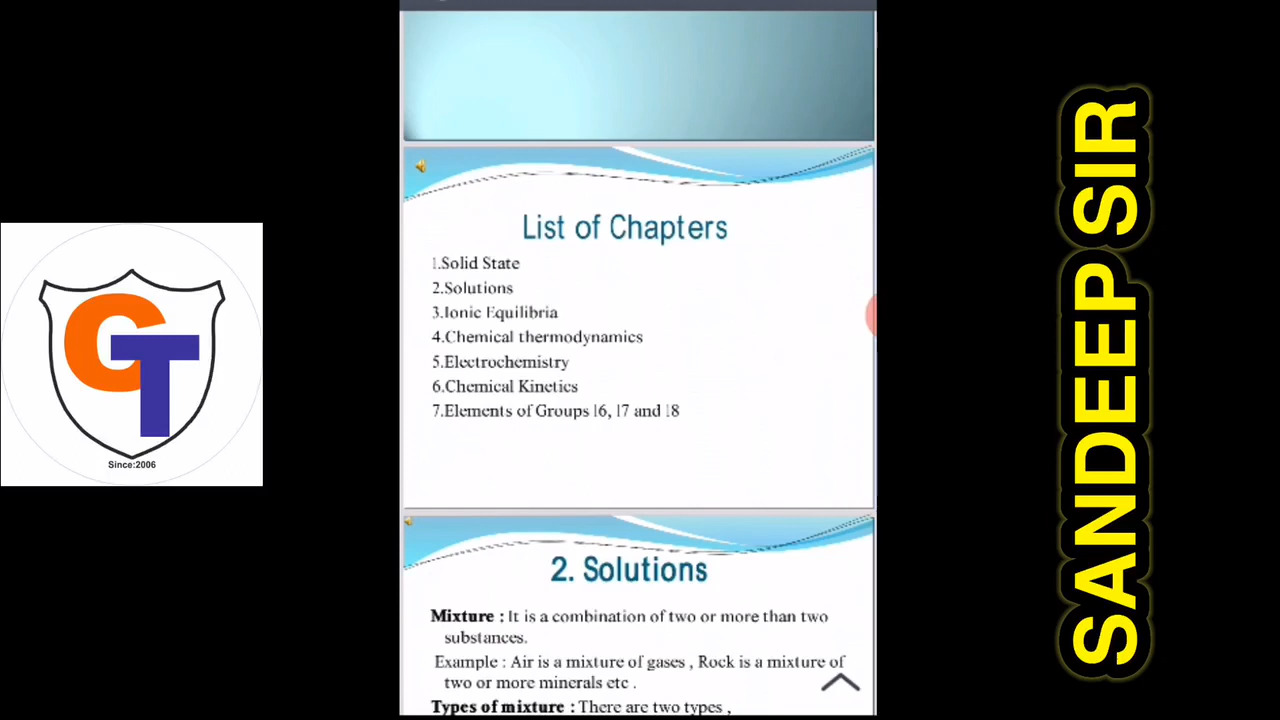 CT
Since:2006
List of Chapters
1.Solid State
2.Solutions
3.Ionic Equilibria
4.Chemical thermodynamics
5.Electrochemistry
6.Chemical Kinetics
7.Elements of Groups 16, 17 and 18
2. Solutions
Mixture : It is a combination of two or more than two
substances.
Example : Air is a mixture of gases , Rock is a mixture of
two or more minerals etc .
Types of mixture : There are two types ,
SANDEEP SIR